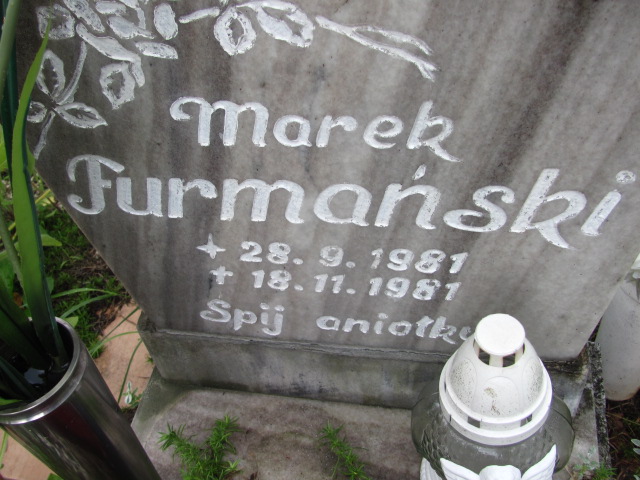 Marek
Furmański
+ 28.9.1981
+ 18.11.1981
Śpij aniołku